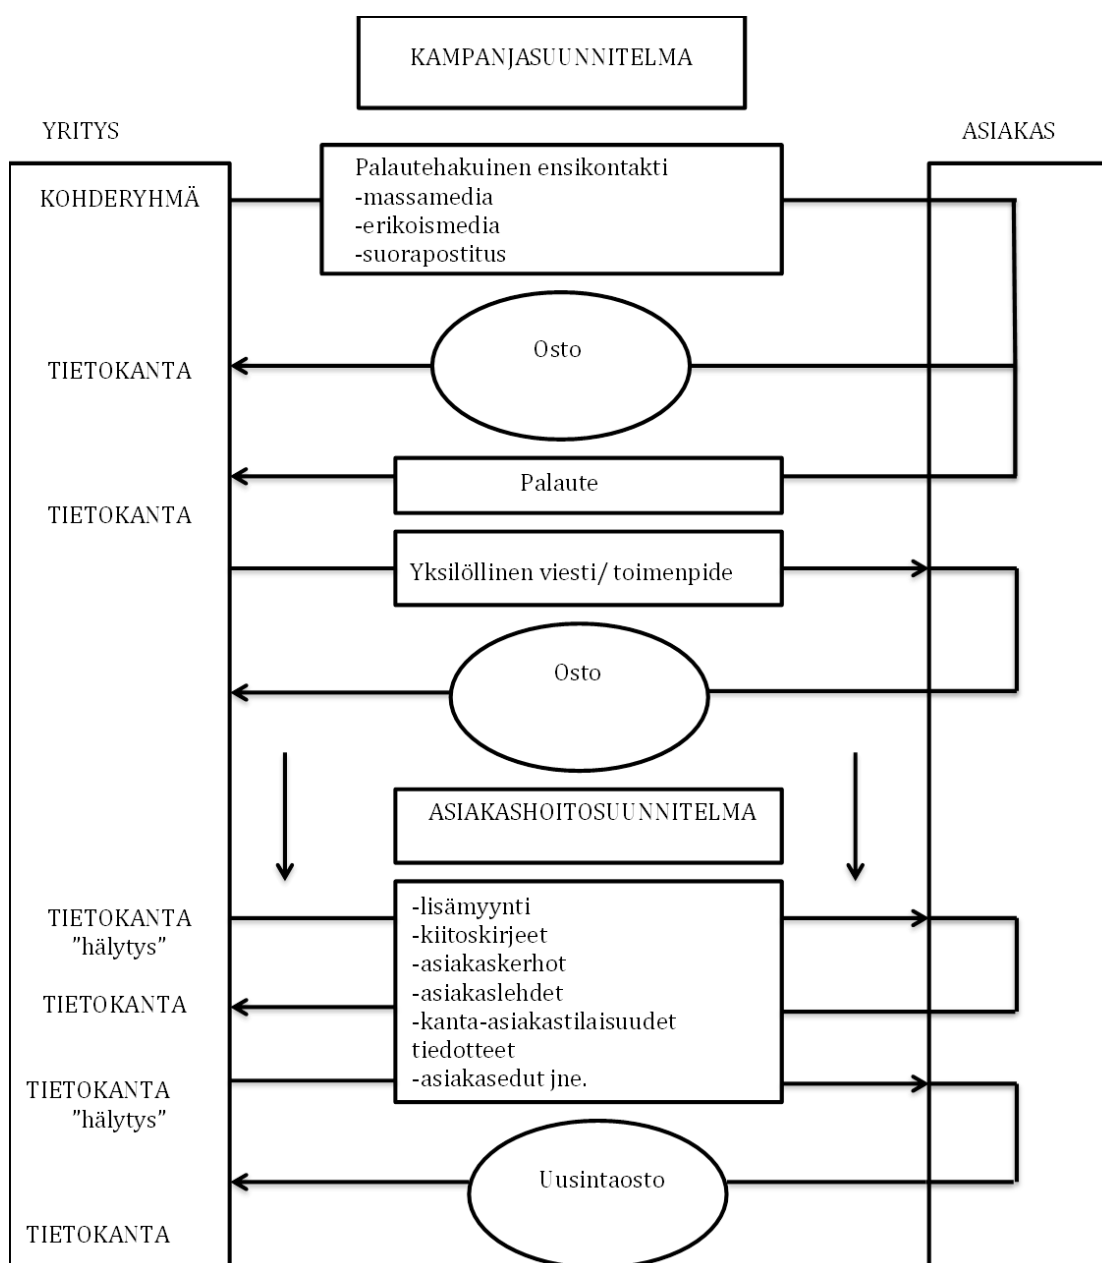 KAMPANJASUUNNITELMA
YRITYS
ASIAKAS
KOHDERYHMÄ
Palautehakuinen ensikontakti
-massamedia
-erikoismedia
-suorapostitus
Osto
TIETOKANTA
Palaute
TIETOKANTA
Yksilöllinen viesti/ toimenpide
Osto
ASIAKASHOITOSUUNNITELMA
TIETOKANTA
"hälytys"
-lisämyynti
-kiitoskirjeet
-asiakaskerhot
-asiakaslehdet
-kanta-asiakastilaisuudet
tiedotteet
-asiakasedut jne.
TIETOKANTA
TIETOKANTA
"hälytys"
Uusintaosto
TIETOKANTA